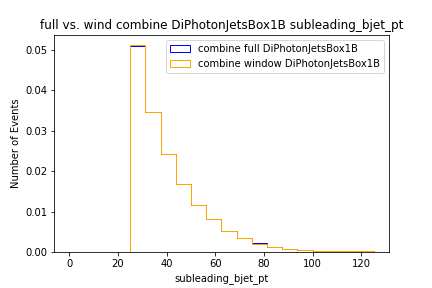 full vs. wind combine DiPhotonJetsBox1B subleading_bjet_pt
combine full DiPhotonJetsBox1B
combine window DiPhotonJetsBox1B
Number of Events
0.05
0.04
0.03
0.02
0.01
0.00
0 20 40 60 80 100 120
subleading_bjet_pt